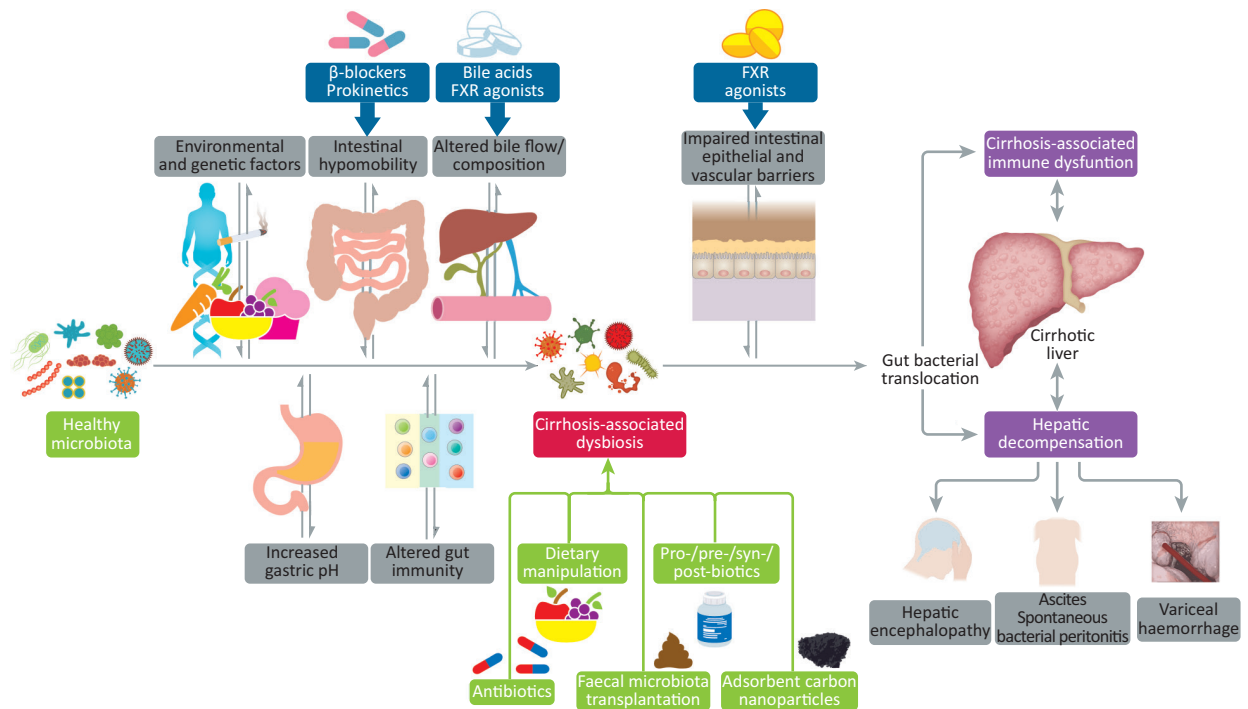 β-blockers
Prokinetics
Bile acids
FXR agonists
FXR
agonists
Environmental
and genetic factors
Intestinal
hypomobility
Altered bile flow/
composition
Impaired intestinal
epithelial and
vascular barriers
Cirrhosis-associated
immune dysfuntion
Cirrhotic
liver
Gut bacterial
translocation
Healthy
microbiota
Cirrhosis-associated
dysbiosis
Hepatic
decompensation
Increased
gastric pH
Altered gut
immunity
Dietary
manipulation
Pro-/pre-/syn-/
post-biotics
Antibiotics
Faecal microbiota
transplantation
Adsorbent carbon
nanoparticles
Hepatic
encephalopathy
Ascites
Spontaneous
bacterial peritonitis
Variceal
haemorrhage